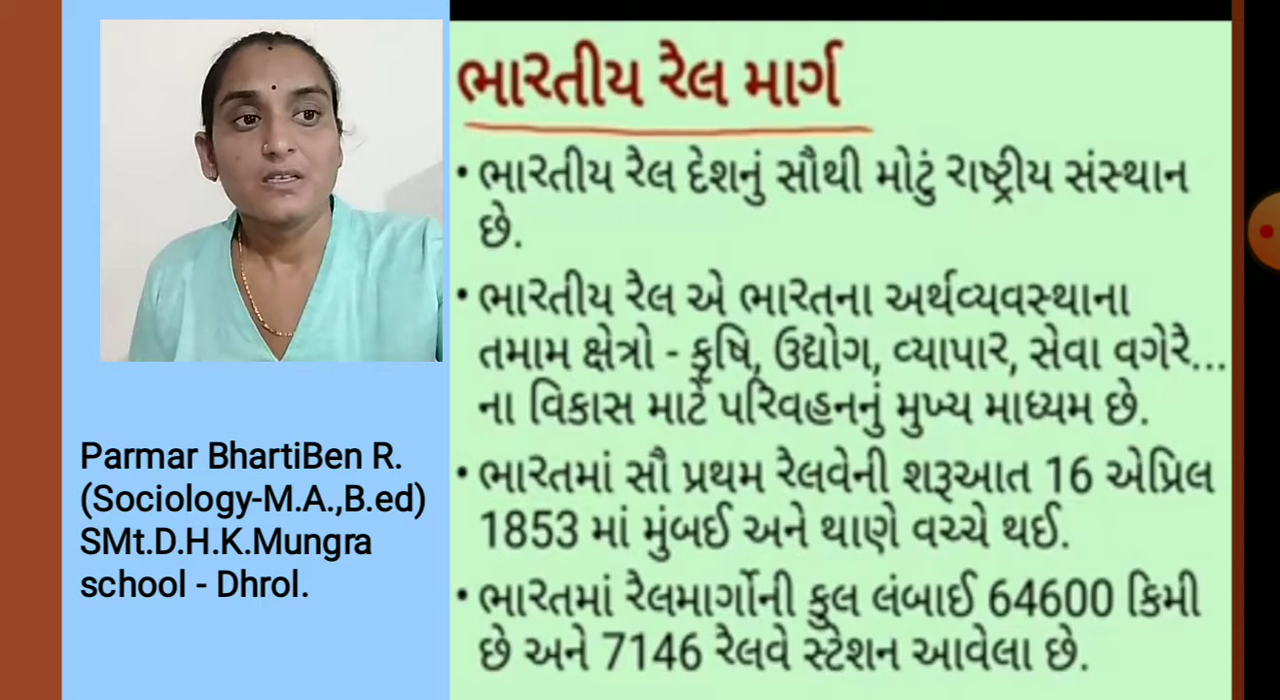 ભારતીય રેલ માર્ગ
• ભારતીય રેલ દેશનું સૌથી મોટું રાષ્ટ્રીય સંસ્થાન
છે.
• ભારતીય રેલ એ ભારતના અર્થવ્યવસ્થાના
તમામ ક્ષેત્રો - કૃષિ, ઉદ્યોગ, વ્યાપાર, સેવા વગેરે...
ના વિકાસ માટે પરિવહનનું મુખ્ય માધ્યમ છે.
• ભારતમાં સૌ પ્રથમ રેલવેની શરૂઆત 16 એપ્રિલ
1853 માં મુંબઈ અને થાણે વચ્ચે થઈ.
• ભારતમાં રેલમાર્ગોની કુલ લંબાઈ 64600 કિમી
છે અને 7146 રેલવે સ્ટેશન આવેલા છે.
Parmar BhartiBen R.
(Sociology-M.A.,B.ed)
SMt.D.H.K.Mungra
school - Dhrol.